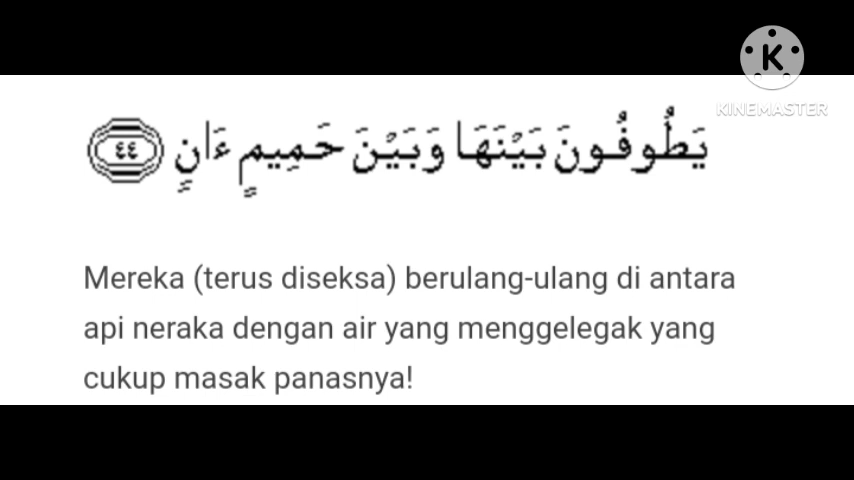 KINEMASTER
يَطُوفُونَ بَيْنَهَا وَبَيْنَ حَمِيمٍ ءَانٍ ٤٤
Mereka (terus diseksa) berulang-ulang di antara
api neraka dengan air yang menggelegak yang
cukup masak panasnya!